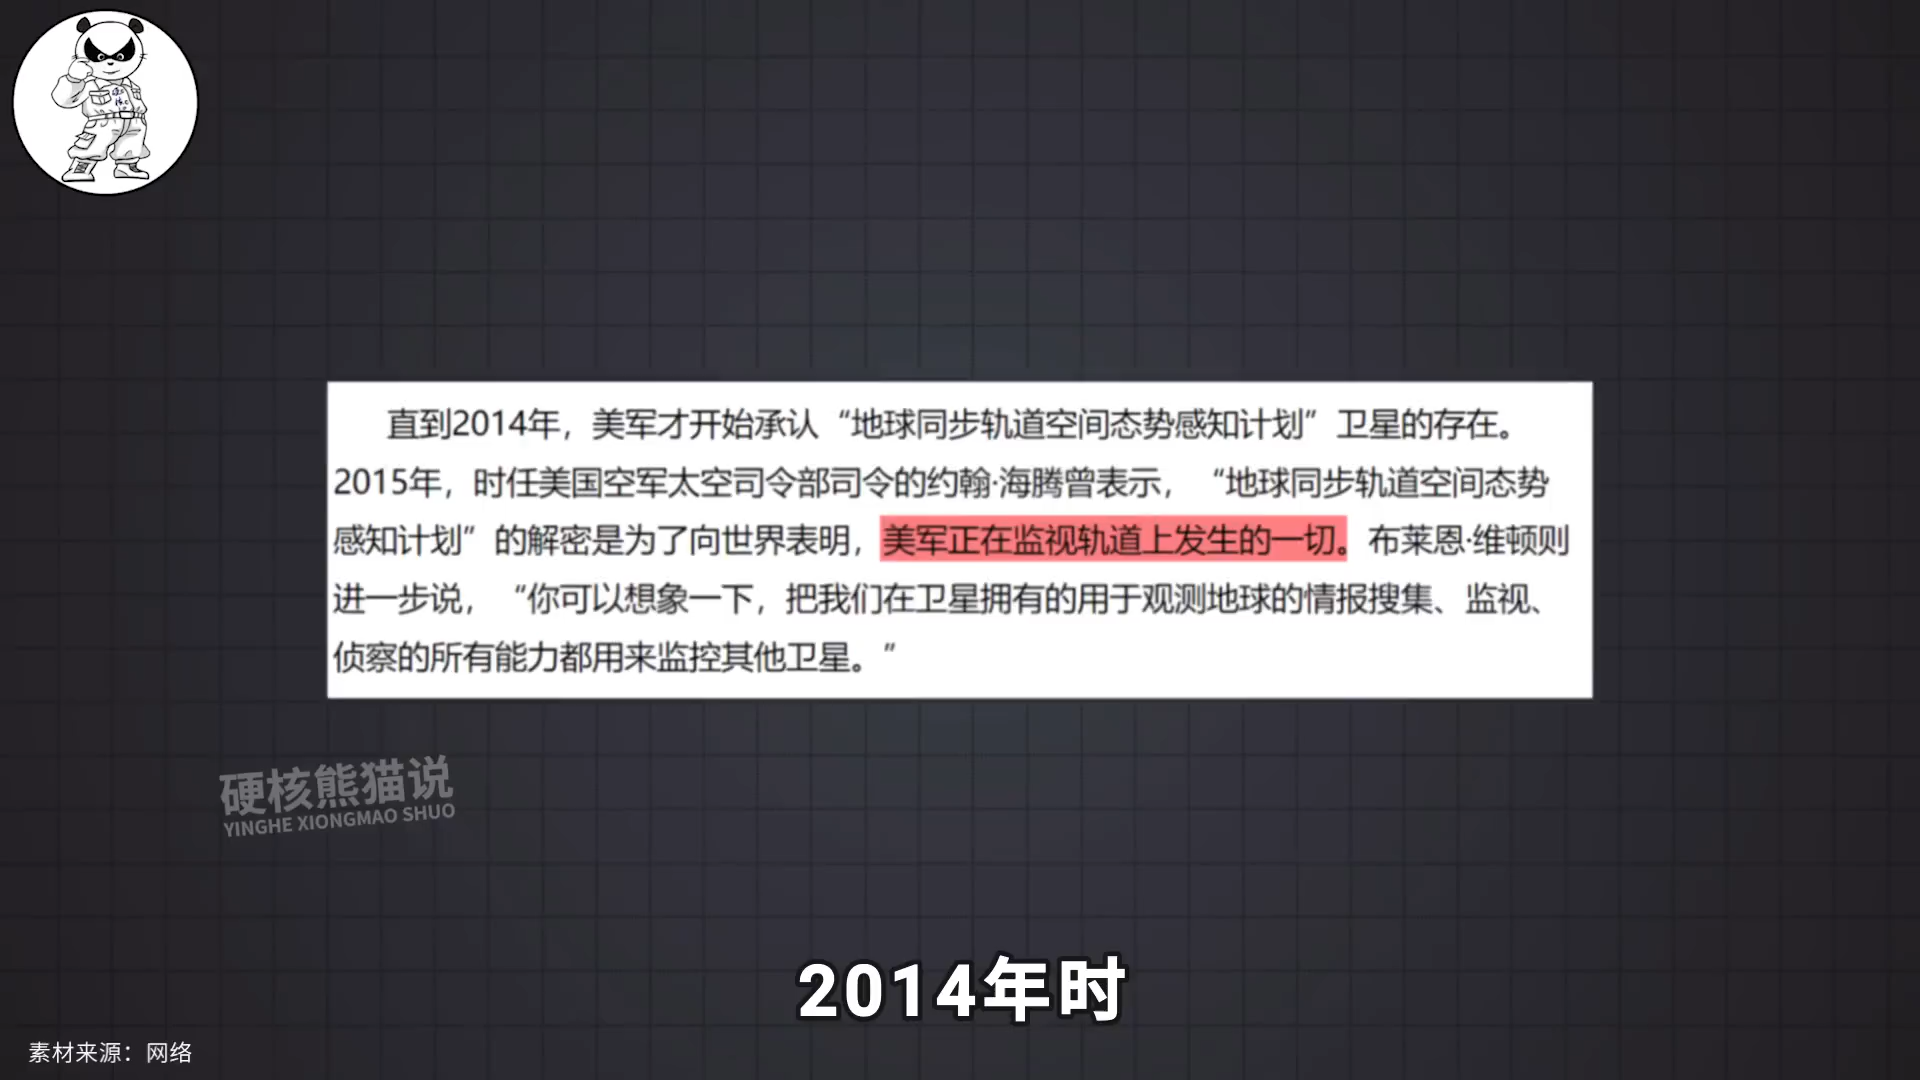 直到2014年，美军才开始承认“地球同步轨道空间态势感知计划”卫星的存在。
2015年，时任美国空军太空司令部司令的约翰·海腾曾表示，“地球同步轨道空间态势
感知计划”的解密是为了向世界表明，美军正在监视轨道上发生的一切。布莱恩·维顿则
进一步说，“你可以想象一下，把我们在卫星拥有的用于观测地球的情报搜集、监视、
侦察的所有能力都用来监控其他卫星。”
硬核熊猫说
YINGHE XIONGMAO SHUO
2014年时
素材来源：网络